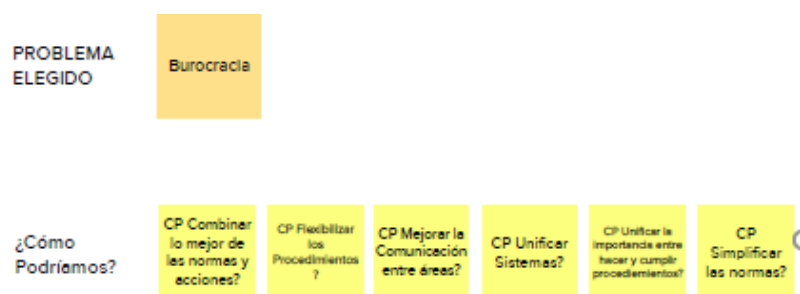 PROBLEMA
ELEGIDO
Burocracia
¿Cómo
Podríamos?
CP Combinar
lo mejor de
las normas y
acciones?
CP Flexibilizar
los
Procedimientos
?
CP Mejorar la
Comunicación
entre áreas?
CP Unificar
Sistemas?
CP Unificar la
importancia entre
hacer y cumplir
procediemientos?
CP
Simplificar
las normas?